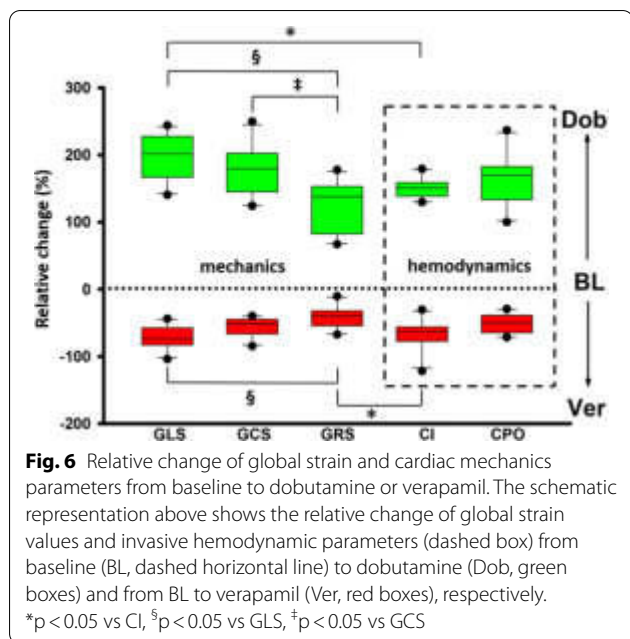 *
§
‡
300
Dob
200
100
Relative change (%)
mechanics
hemodynamics
0
BL
-100
§
*
Ver
-200
GLS GCS GRS CI CPO
Fig. 6 Relative change of global strain and cardiac mechanics
parameters from baseline to dobutamine or verapamil. The schematic
representation above shows the relative change of global strain
values and invasive hemodynamic parameters (dashed box) from
baseline (BL, dashed horizontal line) to dobutamine (Dob, green
boxes) and from BL to verapamil (Ver, red boxes), respectively.
*p < 0.05 vs CI, §p < 0.05 vs GLS, ‡p < 0.05 vs GCS